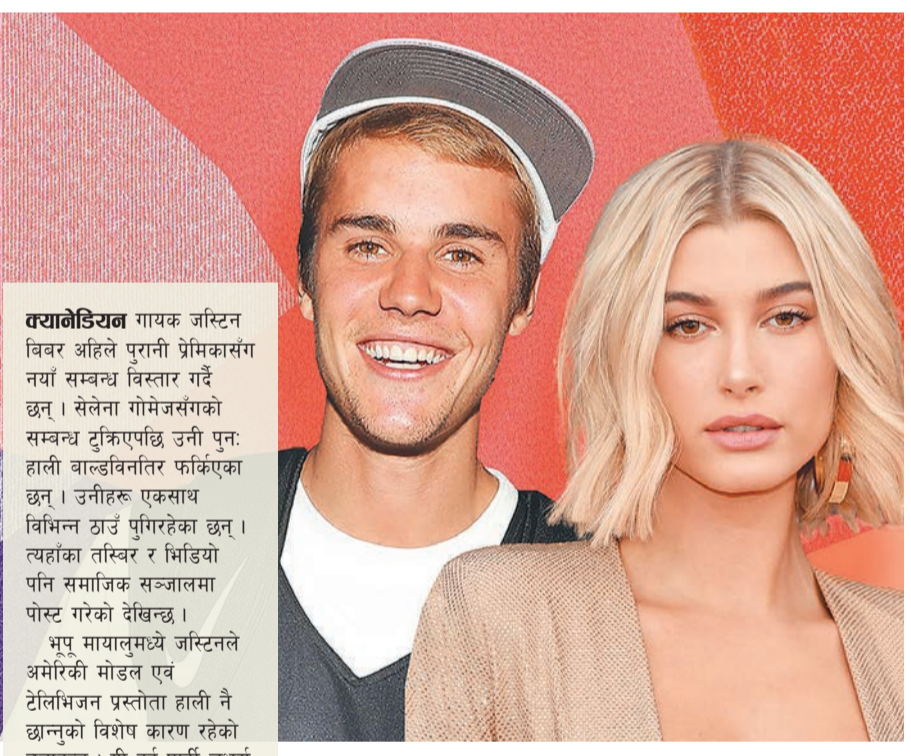 क्यानेडियन गायक जस्टिन
बिबर अहिले पुरानी प्रेमिकासँग
नयाँ सम्बन्ध विस्तार गर्दै
छन् । सेलेना गोमेजसँगको
सम्बन्ध टुक्रिएपछि उनी पुनः
हाली बाल्डविनतिर फर्किएका
छन् । उनीहरू एकसाथ
विभिन्न ठाउँ पुगिरहेका छन् ।
त्यहाँका तस्बिर र भिडियो
पनि समाजिक सञ्जालमा
पोस्ट गरेको देखिन्छ ।
भूपू मायालुमध्ये जस्टिनले
अमेरिकी मोडल एवं
टेलिभिजन प्रस्तोता हाली नै
छान्नुको विशेष कारण रहेको